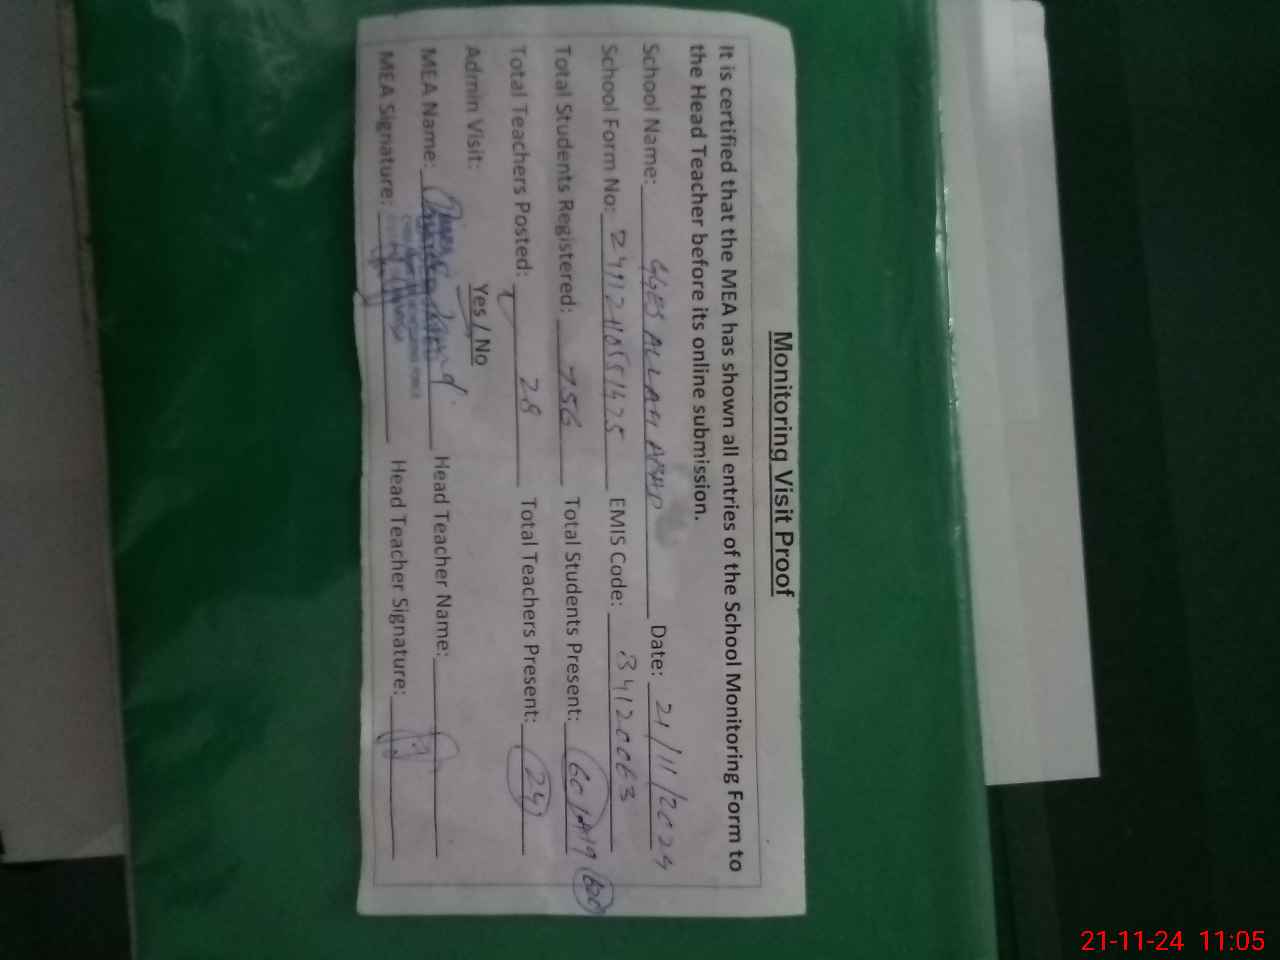 Monitoring Visit Proof
It is certified that the MEA has shown all entries of the School Monitoring Form to
the Head Teacher before its online submission.
School Name: GGES ALLAH ABAD Date: 21/11/2024
School Form No: EMIS Code: 34120063
Total Students Registered: 756 Total Students Present:
Total Teachers Posted: 28 Total Teachers Present: 24
Admin Visit: Yes / No
MEA Name: Head Teacher Name:
MEA Signature: Head Teacher Signature:
21-11-24 11:05